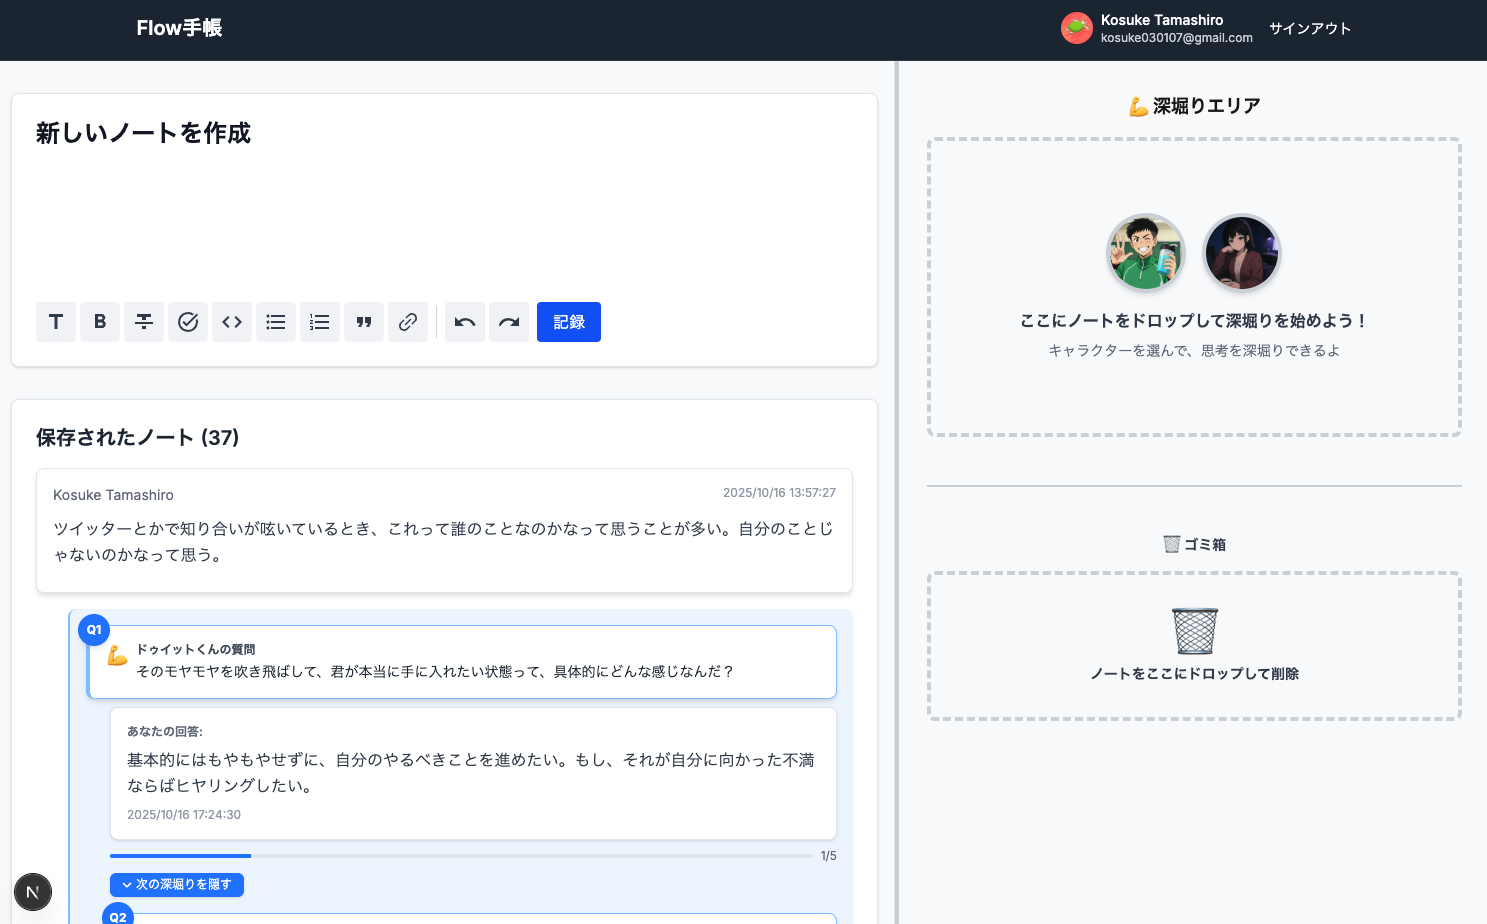 Flow手帳
Kosuke Tamashiro
kosuke030107@gmail.com
サインアウト
新しいノートを作成
T
B
記録
保存されたノート (37)
Kosuke Tamashiro
2025/10/16 13:57:27
ツイッターとかで知り合いが呟いているとき、これって誰のことなのかなって思うことが多い。自分のことじ
ゃないのかなって思う。
Q1
ドゥイットくんの質問
そのモヤモヤを吹き飛ばして、君が本当に手に入れたい状態って、具体的にどんな感じなんだ？
あなたの回答:
基本的にはもやもやせずに、自分のやるべきことを進めたい。もし、それが自分に向かった不満
ならばヒヤリングしたい。
2025/10/16 17:24:30
1/5
次の深堀りを隠す
N
Q2
深堀りエリア
ここにノートをドロップして深堀りを始めよう！
キャラクターを選んで、思考を深堀りできるよ
ゴミ箱
ノートをここにドロップして削除